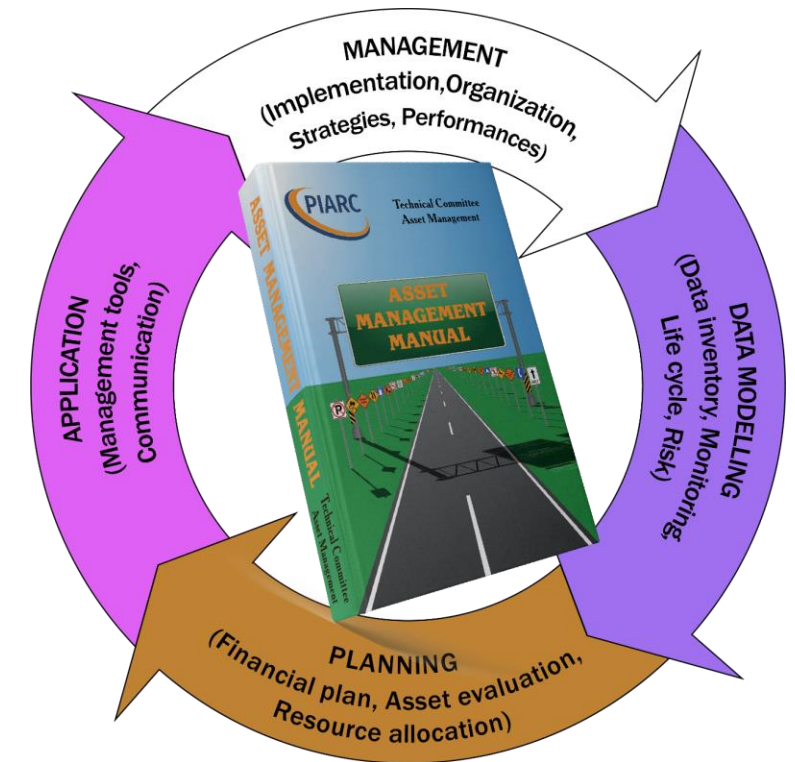 MANAGEMENT
(Implementation,Organization,
Strategies, Performances)
DATA MODELLING
(Data inventory, Monitoring,
Life cycle, Risk)
PLANNING
(Financial plan, Asset evaluation,
Resource allocation)
APPLICATION
(Management tools,
Communication)
PIARC
Technical Committee
Asset Management
ASSET
MANAGEMENT
MANUAL
ASSET MANAGEMENT MANUAL
Technical Committee
Asset Management
P